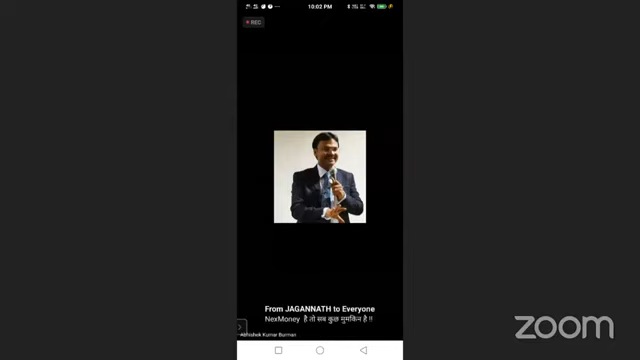 10:02 PM
REC
From JAGANNATH to Everyone
NexMoney है तो सब कुछ मुमकिन है !!
Abhishek Kumar Burman
zoom